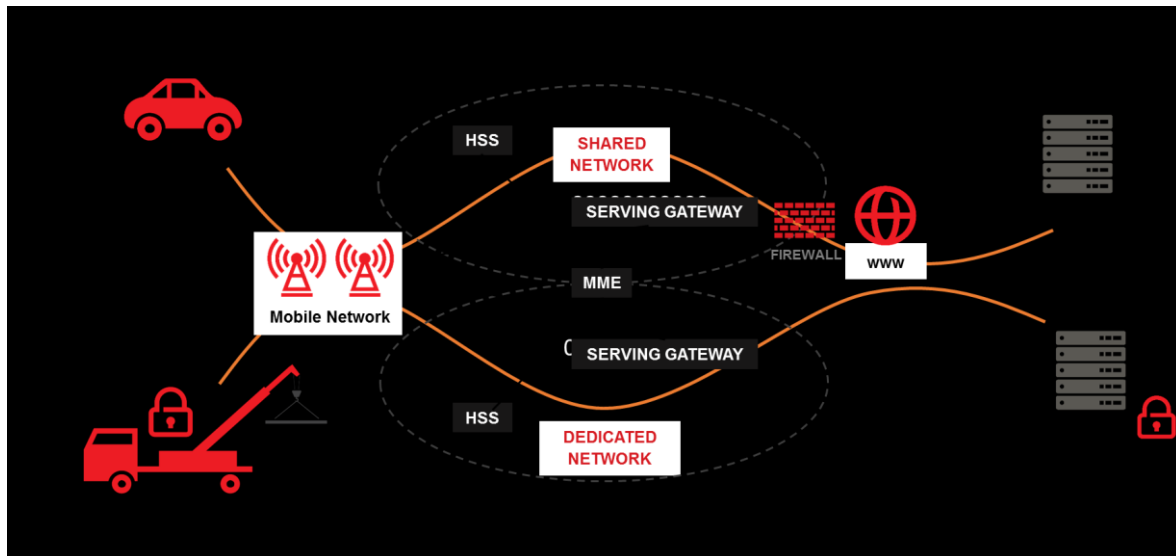 HSS
SHARED
NETWORK
SERVING GATEWAY
FIREWALL
www
MME
Mobile Network
SERVING GATEWAY
HSS
DEDICATED
NETWORK